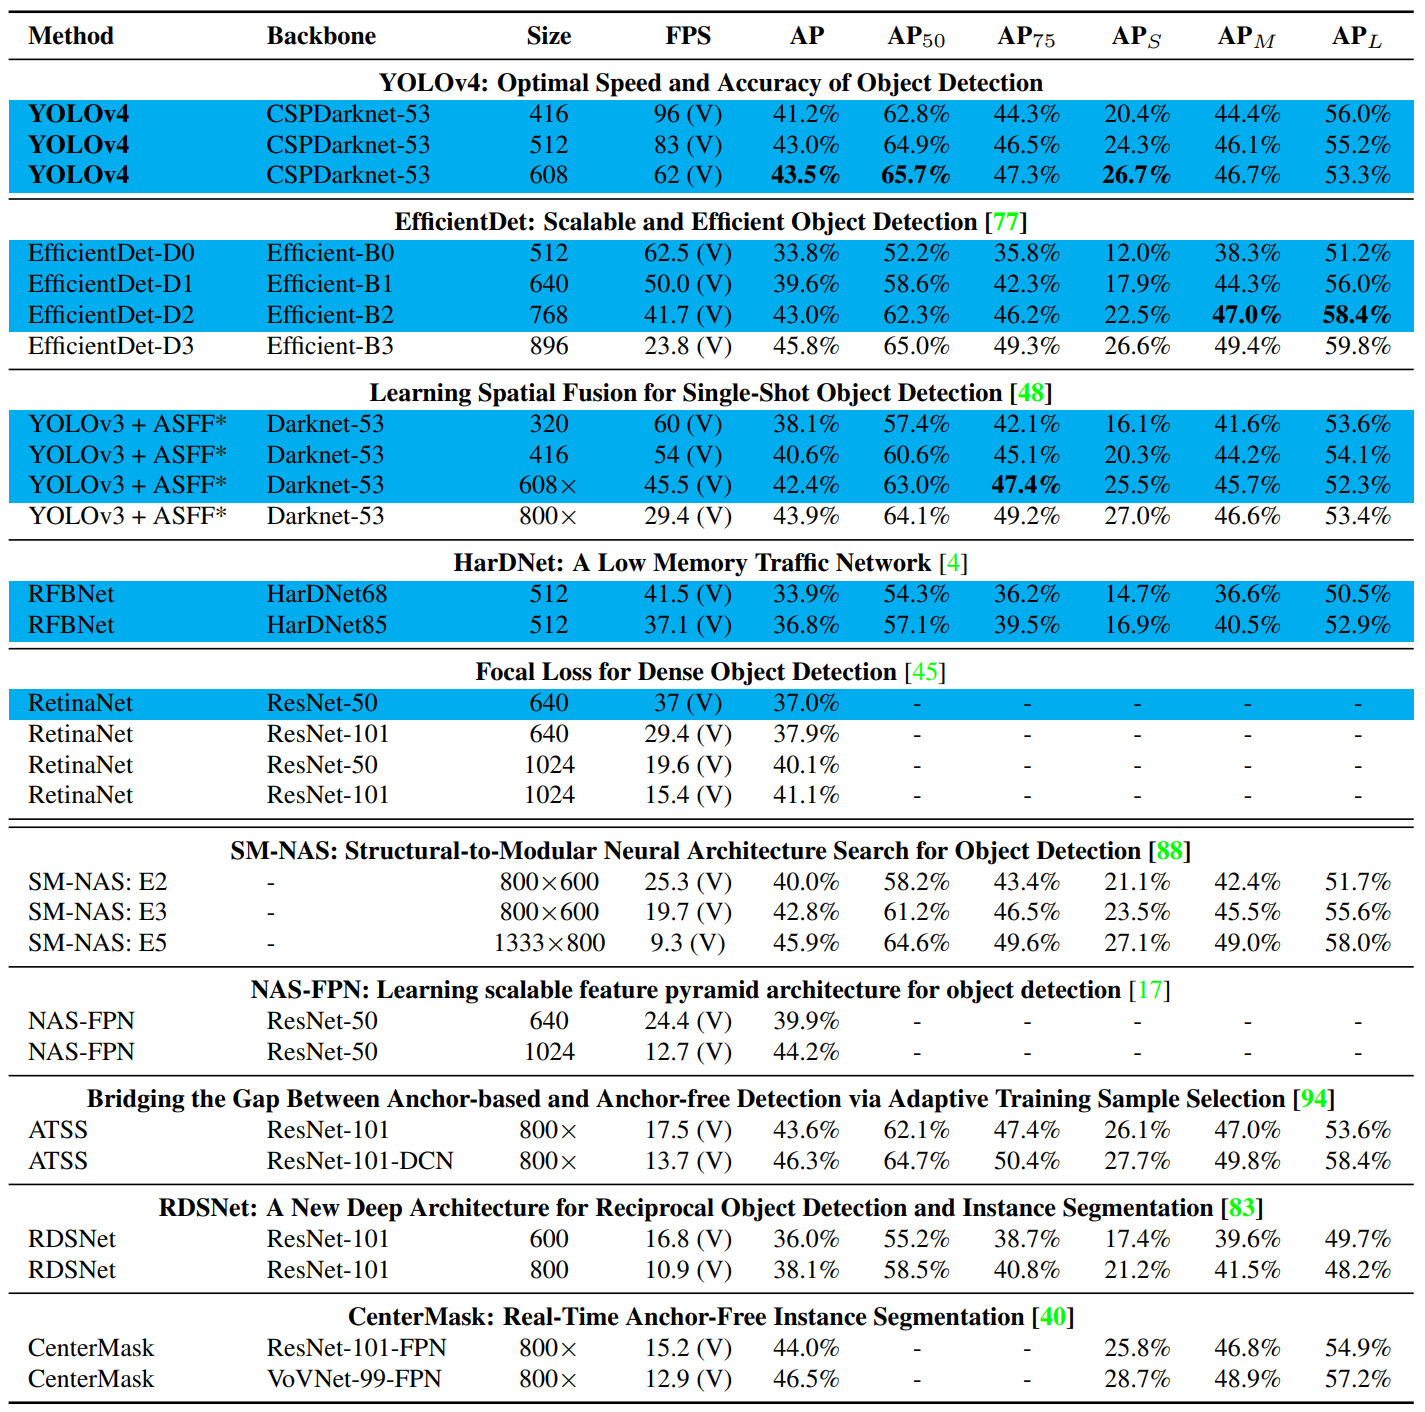 Method Backbone Size FPS AP AP50 AP75 APS APM APL
YOLOv4: Optimal Speed and Accuracy of Object Detection
YOLOv4 CSPDarknet-53 416 96 (V) 41.2% 62.8% 44.3% 20.4% 44.4% 56.0%
YOLOv4 CSPDarknet-53 512 83 (V) 43.0% 64.9% 46.5% 24.3% 46.1% 55.2%
YOLOv4 CSPDarknet-53 608 62 (V) 43.5% 65.7% 47.3% 26.7% 46.7% 53.3%
EfficientDet: Scalable and Efficient Object Detection [77]
EfficientDet-D0 Efficient-B0 512 62.5 (V) 33.8% 52.2% 35.8% 12.0% 38.3% 51.2%
EfficientDet-D1 Efficient-B1 640 50.0 (V) 39.6% 58.6% 42.3% 17.9% 44.3% 56.0%
EfficientDet-D2 Efficient-B2 768 41.7 (V) 43.0% 62.3% 46.2% 22.5% 47.0% 58.4%
EfficientDet-D3 Efficient-B3 896 23.8 (V) 45.8% 65.0% 49.3% 26.6% 49.4% 59.8%
Learning Spatial Fusion for Single-Shot Object Detection [48]
YOLOv3 + ASFF* Darknet-53 320 60 (V) 38.1% 57.4% 42.1% 16.1% 41.6% 53.6%
YOLOv3 + ASFF* Darknet-53 416 54 (V) 40.6% 60.6% 45.1% 20.3% 44.2% 54.1%
YOLOv3 + ASFF* Darknet-53 608× 45.5 (V) 42.4% 63.0% 47.4% 25.5% 45.7% 52.3%
YOLOv3 + ASFF* Darknet-53 800× 29.4 (V) 43.9% 64.1% 49.2% 27.0% 46.6% 53.4%
HarDNet: A Low Memory Traffic Network [4]
RFBNet HarDNet68 512 41.5 (V) 33.9% 54.3% 36.2% 14.7% 36.6% 50.5%
RFBNet HarDNet85 512 37.1 (V) 36.8% 57.1% 39.5% 16.9% 40.5% 52.9%
Focal Loss for Dense Object Detection [45]
RetinaNet ResNet-50 640 37 (V) 37.0% - - - - -
RetinaNet ResNet-101 640 29.4 (V) 37.9% - - - - -
RetinaNet ResNet-50 1024 19.6 (V) 40.1% - - - - -
RetinaNet ResNet-101 1024 15.4 (V) 41.1% - - - - -
SM-NAS: Structural-to-Modular Neural Architecture Search for Object Detection [88]
SM-NAS: E2 - 800×600 25.3 (V) 40.0% 58.2% 43.4% 21.1% 42.4% 51.7%
SM-NAS: E3 - 800×600 19.7 (V) 42.8% 61.2% 46.5% 23.5% 45.5% 55.6%
SM-NAS: E5 - 1333×800 9.3 (V) 45.9% 64.6% 49.6% 27.1% 49.0% 58.0%
NAS-FPN: Learning scalable feature pyramid architecture for object detection [17]
NAS-FPN ResNet-50 640 24.4 (V) 39.9% - - - - -
NAS-FPN ResNet-50 1024 12.7 (V) 44.2% - - - - -
Bridging the Gap Between Anchor-based and Anchor-free Detection via Adaptive Training Sample Selection [94]
ATSS ResNet-101 800× 17.5 (V) 43.6% 62.1% 47.4% 26.1% 47.0% 53.6%
ATSS ResNet-101-DCN 800× 13.7 (V) 46.3% 64.7% 50.4% 27.7% 49.8% 58.4%
RDSNet: A New Deep Architecture for Reciprocal Object Detection and Instance Segmentation [83]
RDSNet ResNet-101 600 16.8 (V) 36.0% 55.2% 38.7% 17.4% 39.6% 49.7%
RDSNet ResNet-101 800 10.9 (V) 38.1% 58.5% 40.8% 21.2% 41.5% 48.2%
CenterMask: Real-Time Anchor-Free Instance Segmentation [40]
CenterMask ResNet-101-FPN 800× 15.2 (V) 44.0% - - 25.8% 46.8% 54.9%
CenterMask VoVNet-99-FPN 800× 12.9 (V) 46.5% - - 28.7% 48.9% 57.2%